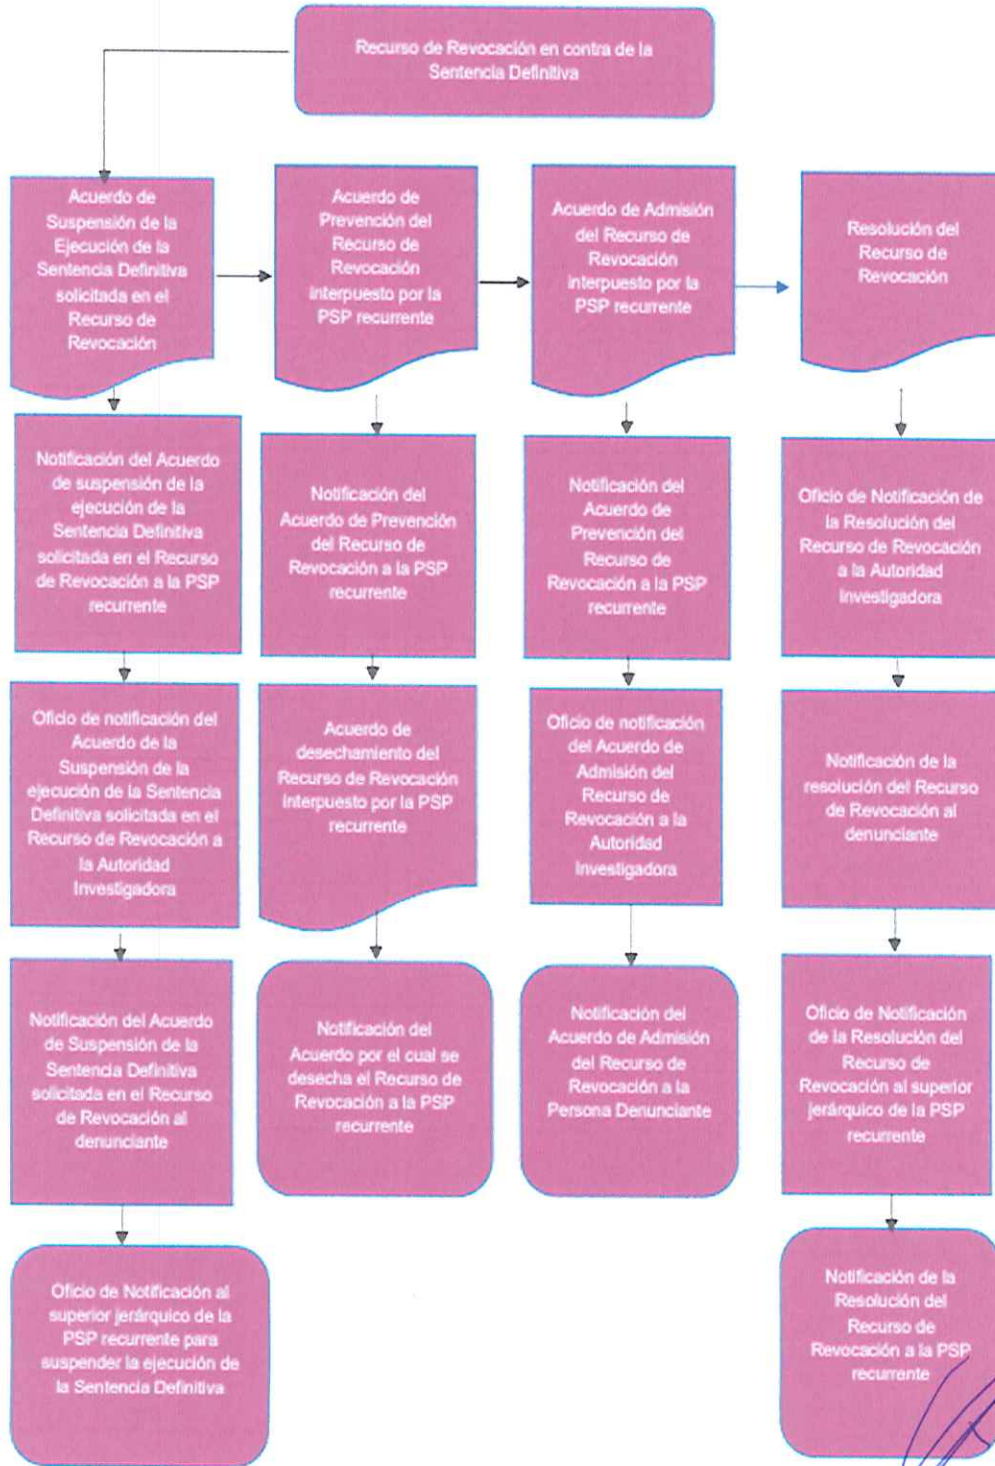 Recurso de Revocación en contra de la
Sentencia Definitiva
Acuerdo de
Suspensión de la
Ejecución de la
Sentencia Definitiva
solicitada en el
Recurso de
Revocación
Acuerdo de
Prevención del
Recurso de
Revocación
interpuesto por la
PSP recurrente
Acuerdo de Admisión
del Recurso de
Revocación
interpuesto por la
PSP recurrente
Resolución del
Recurso de
Revocación
Notificación del Acuerdo
de suspensión de la
ejecución de la
Sentencia Definitiva
solicitada en el Recurso
de Revocación a la PSP
recurrente
Notificación del
Acuerdo de Prevención
del Recurso de
Revocación a la PSP
recurrente
Notificación del
Acuerdo de
Prevención del
Recurso de
Revocación a la PSP
recurrente
Oficio de Notificación de
la Resolución del
Recurso de Revocación
a la Autoridad
Investigadora
Oficio de notificación del
Acuerdo de la
Suspensión de la
ejecución de la Sentencia
Definitiva solicitada en el
Recurso de Revocación a
la Autoridad
Investigadora
Acuerdo de
desechamiento del
Recurso de Revocación
Interpuesto por la PSP
recurrente
Oficio de notificación
del Acuerdo de
Admisión del
Recurso de
Revocación a la
Autoridad
Investigadora
Notificación de la
resolución del Recurso
de Revocación al
denunciante
Notificación del Acuerdo
de Suspensión de la
Sentencia Definitiva
solicitada en el Recurso
de Revocación al
denunciante
Notificación del
Acuerdo por el cual se
desecha el Recurso de
Revocación a la PSP
recurrente
Notificación del
Acuerdo de Admisión
del Recurso de
Revocación a la
Persona Denunciante
Oficio de Notificación
de la Resolución del
Recurso de
Revocación al superior
jerárquico de la PSP
recurrente
Oficio de Notificación al
superior jerárquico de la
PSP recurrente para
suspender la ejecución de
la Sentencia Definitiva
Notificación de la
Resolución del
Recurso de
Revocación a la PSP
recurrente